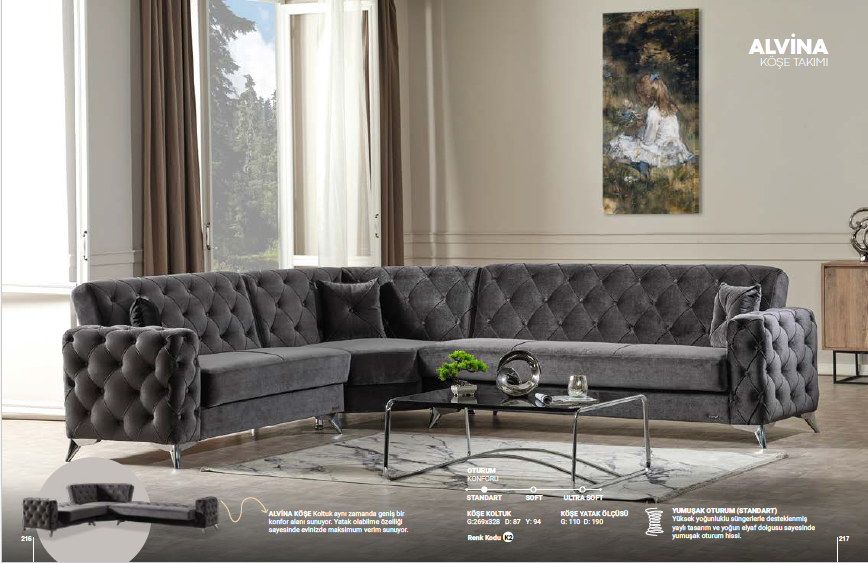 ALVİNA
KÖŞE TAKIMI
OTURUM
KONFORU
STANDART SOFT ULTRA SOFT
ALVİNA KÖŞE Koltuk aynı zamanda geniş bir
konfor alanı sunuyor. Yatak olabilme özelliği
sayesinde evinizde maksimum verim sunuyor.
KÖŞE KOLTUK
G:269x328 D: 87 Y: 94
Renk Kodu K2
KÖŞE YATAK ÖLÇÜSÜ
G: 110 D: 190
YUMUŞAK OTURUM (STANDART)
Yüksek yoğunluklu süngerlerle desteklenmiş
yaylı tasarım ve yoğun elyaf dolgusu sayesinde
yumuşak oturum hissi.
216
217